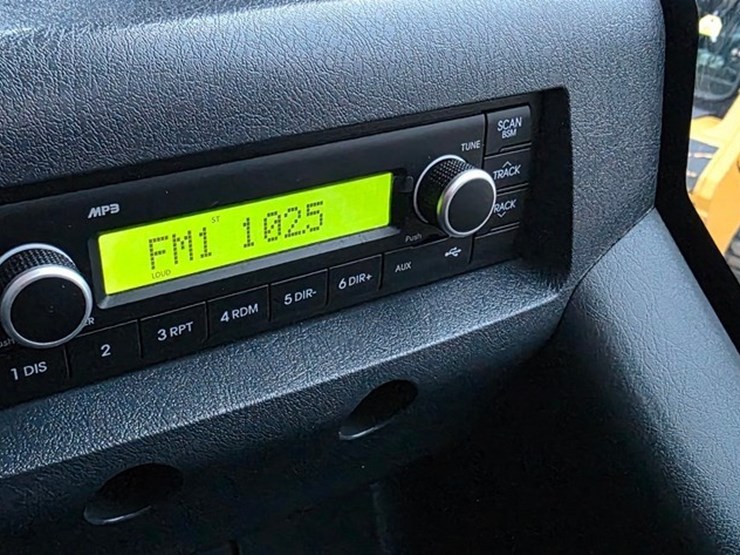 SCAN
BSM
TUNE
TRACK
MP3
ST
FM1 1025
LOUD
RACK
Push
AUX
1 DIS
2
3 RPT
4 RDM
5 DIR-
6 DIR+